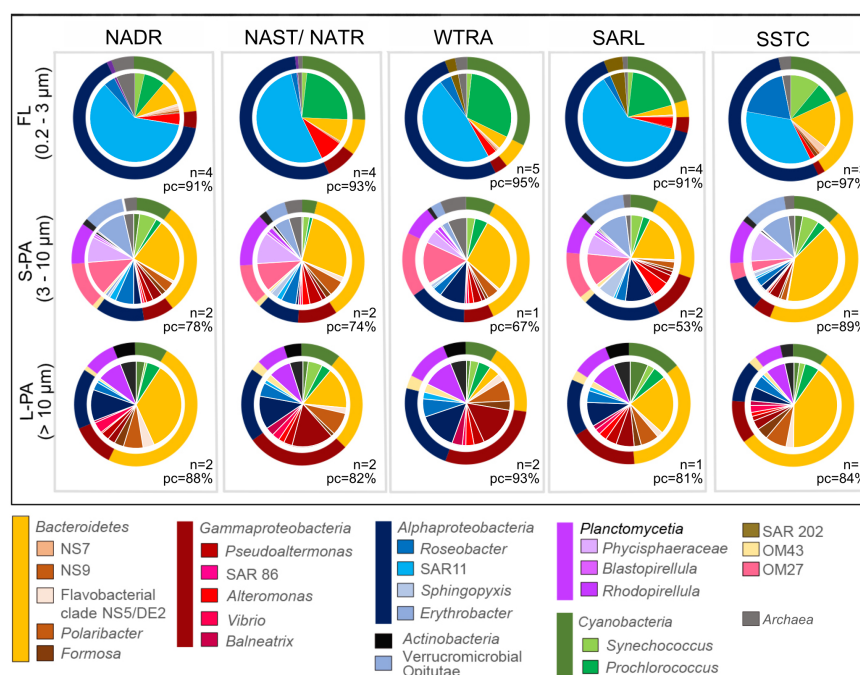 NADR NAST/ NATR WTRA SARL SSTC
FL
(0.2 - 3 µm)
n=4
pc=91%
n=4
pc=93%
n=5
pc=95%
n=4
pc=91%
pc=97%
S-PA
(3 - 10 µm)
n=2
pc=78%
n=2
pc=74%
n=1
pc=67%
n=2
pc=53%
n=
pc=89%
L-PA
(> 10 µm)
n=2
pc=88%
n=2
pc=82%
n=2
pc=93%
n=1
pc=81%
n=
pc=84%
Bacteroidetes
NS7
NS9
Flavobacterial
clade NS5/DE2
Polaribacter
Formosa
Gammaproteobacteria
Pseudoaltermonas
SAR 86
Alteromonas
Vibrio
Balneatrix
Alphaproteobacteria
Roseobacter
SAR11
Sphingopyxis
Erythrobacter
Actinobacteria
Verrucromicrobial
Opitutae
Planctomycetia
Phycisphaeraceae
Blastopirellula
Rhodopirellula
Cyanobacteria
Synechococcus
Prochlorococcus
SAR 202
OM43
OM27
Archaea